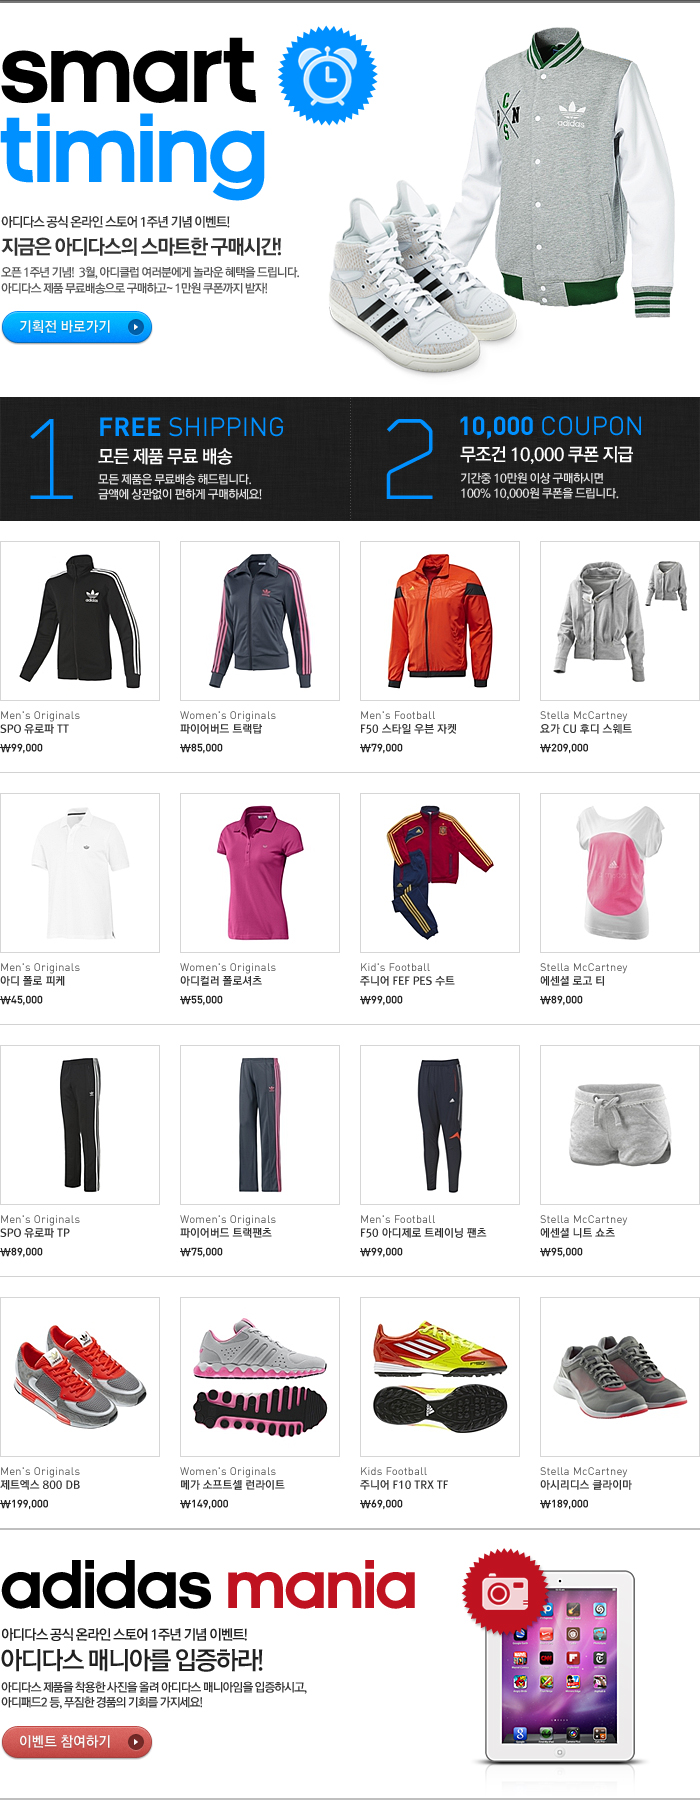 smart
timing
아디다스 공식 온라인 스토어 1주년 기념 이벤트!
지금은 아디다스의 스마트한 구매시간!
오픈 1주년 기념! 3월, 아디클럽 여러분에게 놀라운 혜택을 드립니다.
아디다스 제품 무료배송으로 구매하고~ 1만원 쿠폰까지 받자!
기획전 바로가기
adidas
1
FREE SHIPPING
모든 제품 무료 배송
모든 제품은 무료배송 해드립니다.
금액에 상관없이 편하게 구매하세요!
2
10,000 COUPON
무조건 10,000 쿠폰 지급
기간중 10만원 이상 구매하시면
100% 10,000원 쿠폰을 드립니다.
adidas
Men's Originals
SPO 유로파 TT
₩99,000
Women's Originals
파이어버드 트랙탑
₩85,000
Men's Football
F50 스타일 우븐 자켓
₩79,000
Stella McCartney
요가 CU 후디 스웨트
₩209,000
Men's Originals
아디 폴로 피케
₩45,000
Women's Originals
아디컬러 폴로셔츠
₩55,000
Kid's Football
주니어 FEF PES 수트
₩99,000
Stella McCartney
에센셜 로고 티
₩89,000
Men's Originals
SPO 유로파 TP
₩89,000
Women's Originals
파이어버드 트랙팬츠
₩75,000
Men's Football
F50 아디제로 트레이닝 팬츠
₩99,000
Stella McCartney
에센셜 니트 쇼츠
₩95,000
Men's Originals
제트엑스 800 DB
₩199,000
Women's Originals
메가 소프트셀 런라이트
₩149,000
Kids Football
주니어 F10 TRX TF
₩69,000
Stella McCartney
아시리디스 클라이마
₩189,000
adidas mania
아디다스 공식 온라인 스토어 1주년 기념 이벤트!
아디다스 매니아를 입증하라!
아디다스 제품을 착용한 사진을 올려 아디다스 매니아임을 입증하시고,
아디패드2 등, 푸짐한 경품의 기회를 가지세요!
이벤트 참여하기